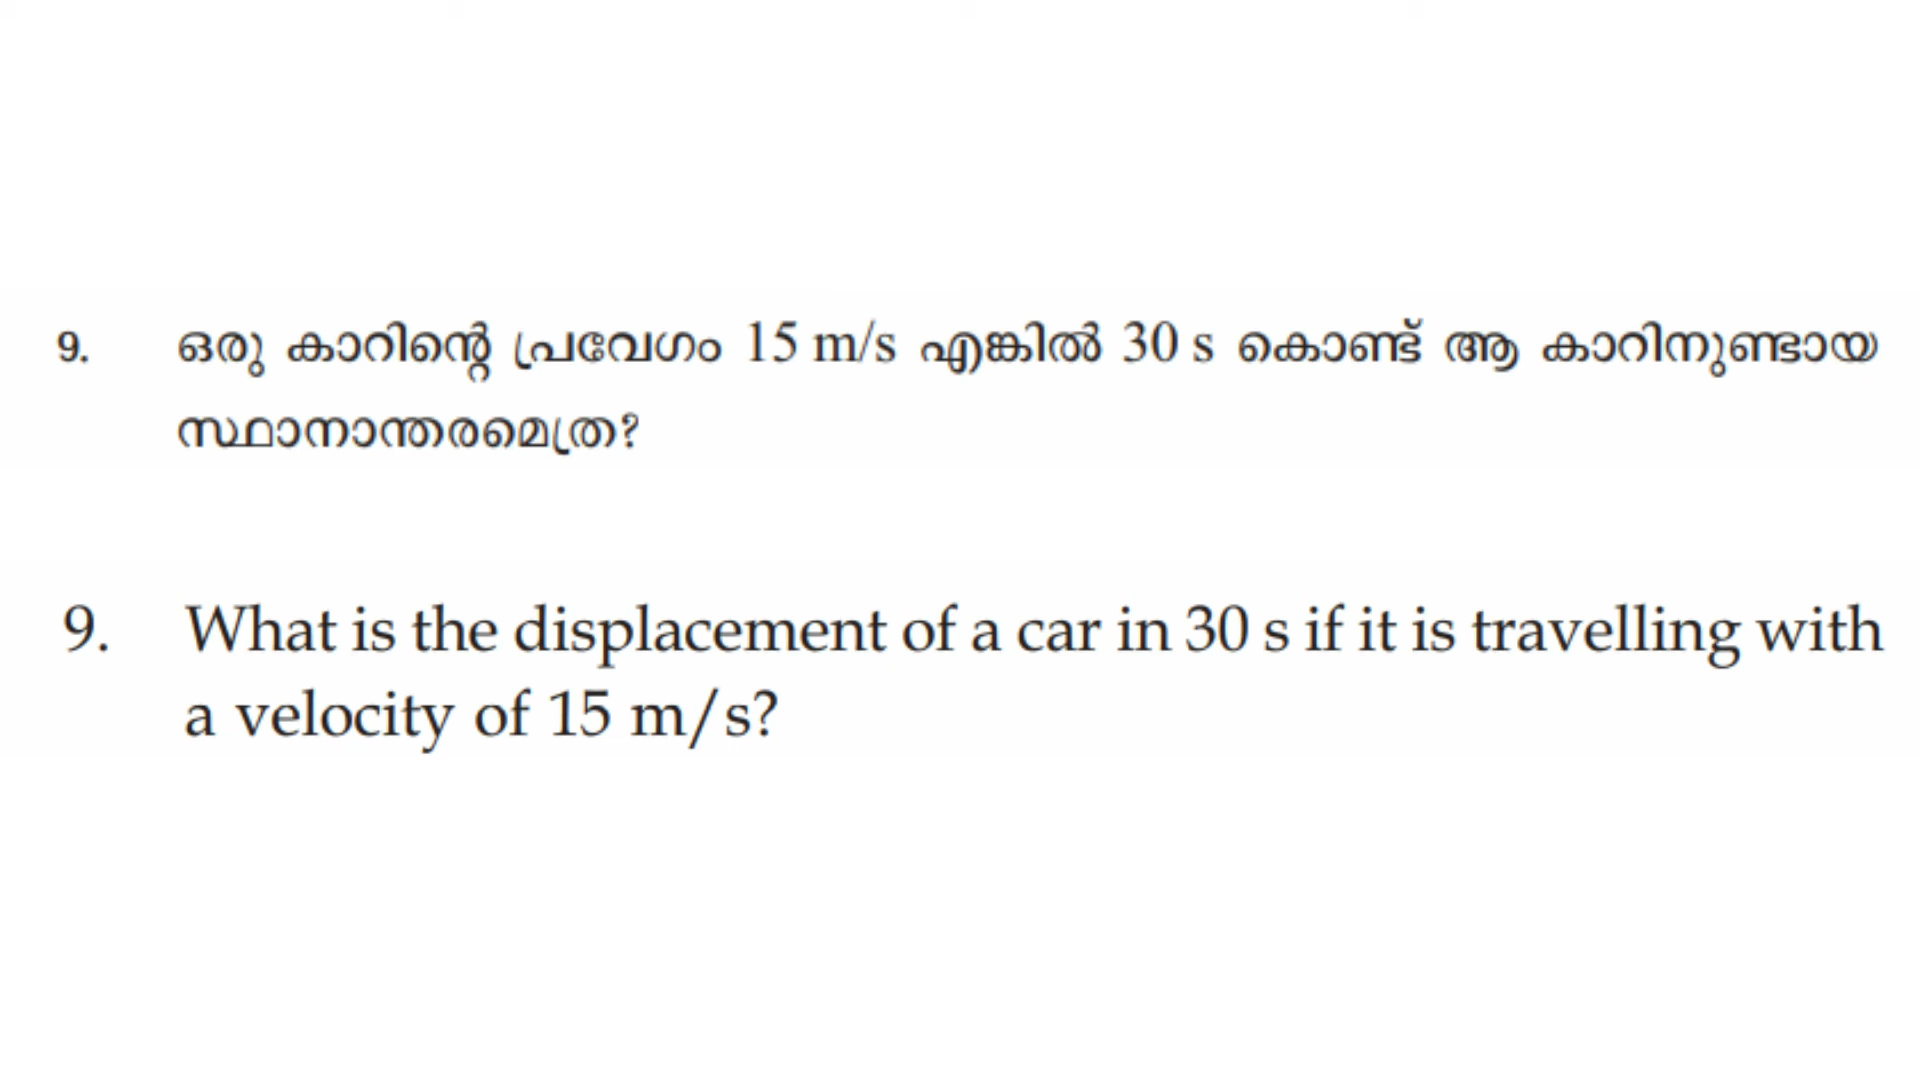 9. ഒരു കാറിന്റെ പ്രവേഗം 15 m/s എങ്കിൽ 30 s കൊണ്ട് ആ കാറിനുണ്ടായ
സ്ഥാനാന്തരമെത്ര?
9. What is the displacement of a car in 30 s if it is travelling with
a velocity of 15 m/s?